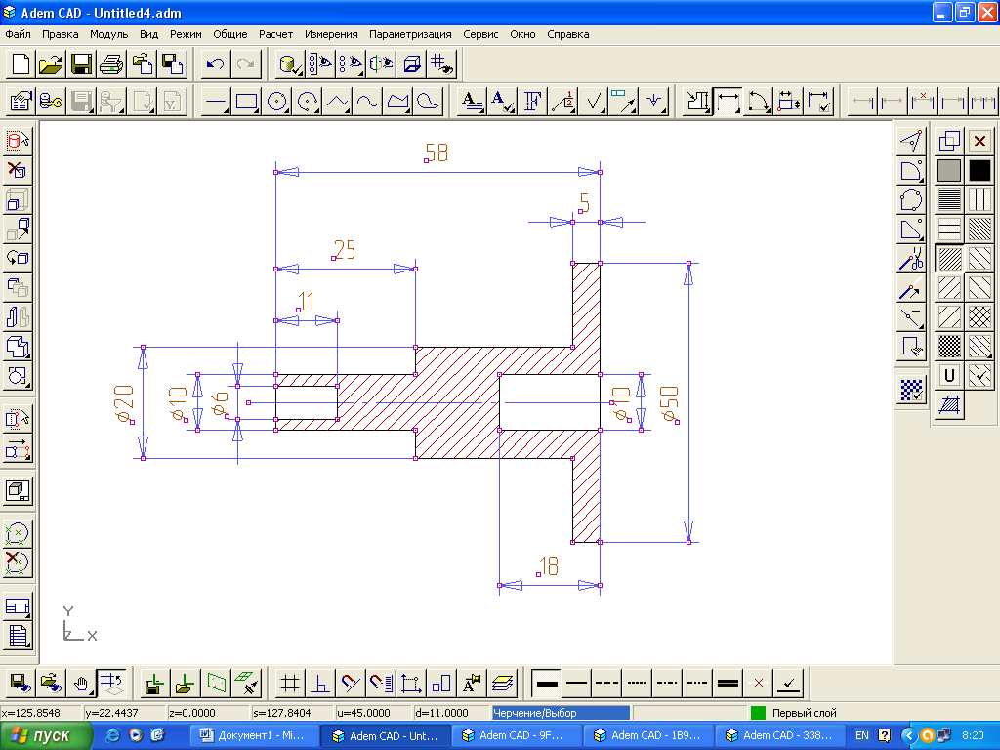 Adem CAD - Untitled4.adm
Файл Правка Модуль Вид Режим Общие Расчет Измерения Параметризация Сервис Окно Справка
58
5
25
11
⌀20
⌀10
⌀6
⌀10
⌀50
18
Y
Z X
U
x=125.8548 y=22.4437 z=0.0000 s=127.8404 u=45.0000 d=11.0000 Черчение/Выбор Первый слой
пуск Документ1 - Mi... Adem CAD - Unt... Adem CAD - 9F... Adem CAD - 1B9... Adem CAD - 338... EN 8:20